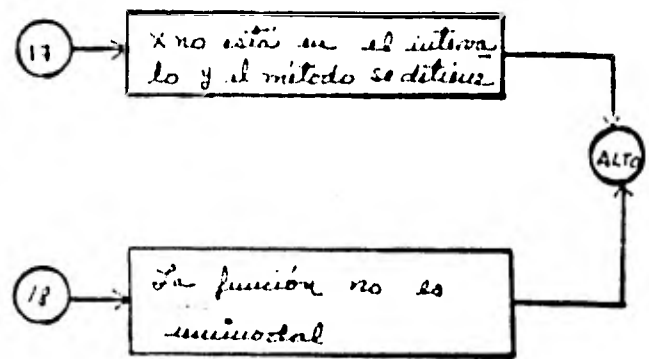 17
x no está en el interva
lo y el método se detiene
ALTO
18
La función no es
unimodal